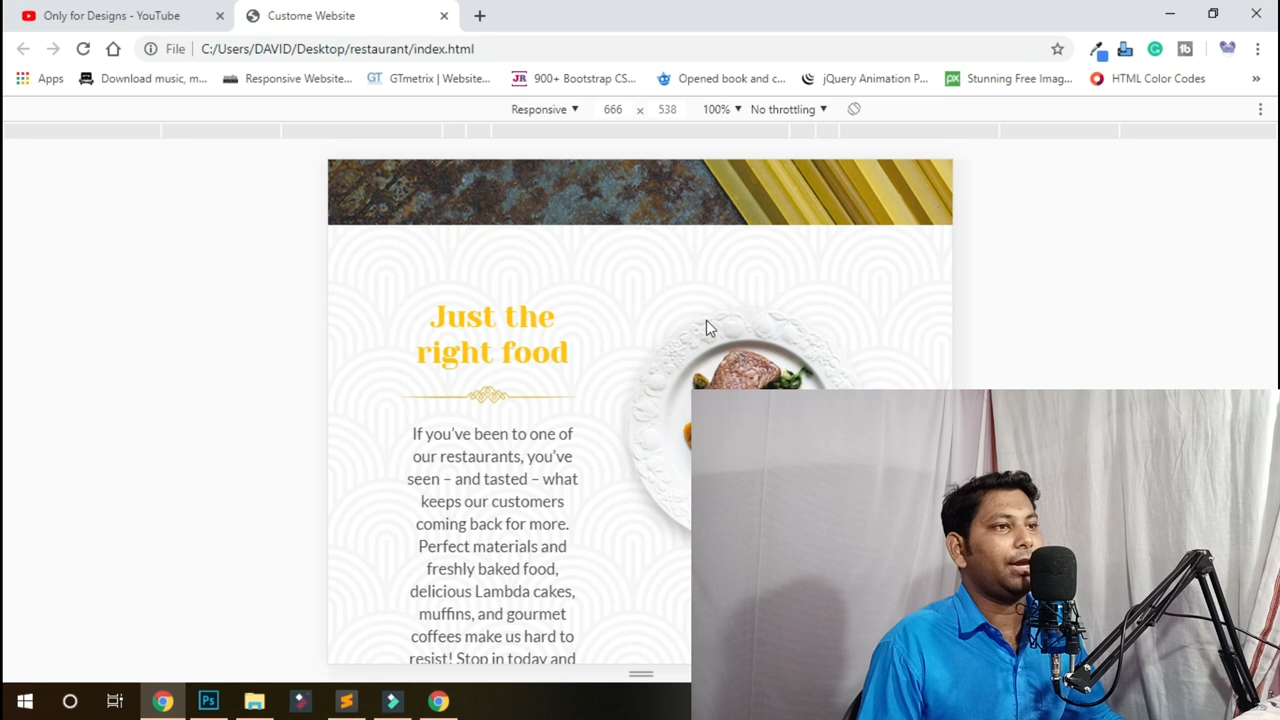 Only for Designs - YouTube
Custome Website
File
C:/Users/DAVID/Desktop/restaurant/index.html
Apps
Download music, m...
Responsive Website...
GT
GTmetrix | Website...
JR
900+ Bootstrap CS...
Opened book and c...
jQuery Animation P...
px
Stunning Free Imag...
HTML Color Codes
»
Responsive
666 x 538
100%
No throttling
Just the
right food
If you’ve been to one of
our restaurants, you’ve
seen – and tasted – what
keeps our customers
coming back for more.
Perfect materials and
freshly baked food,
delicious Lambda cakes,
muffins, and gourmet
coffees make us hard to
resist! Stop in today and
Ps